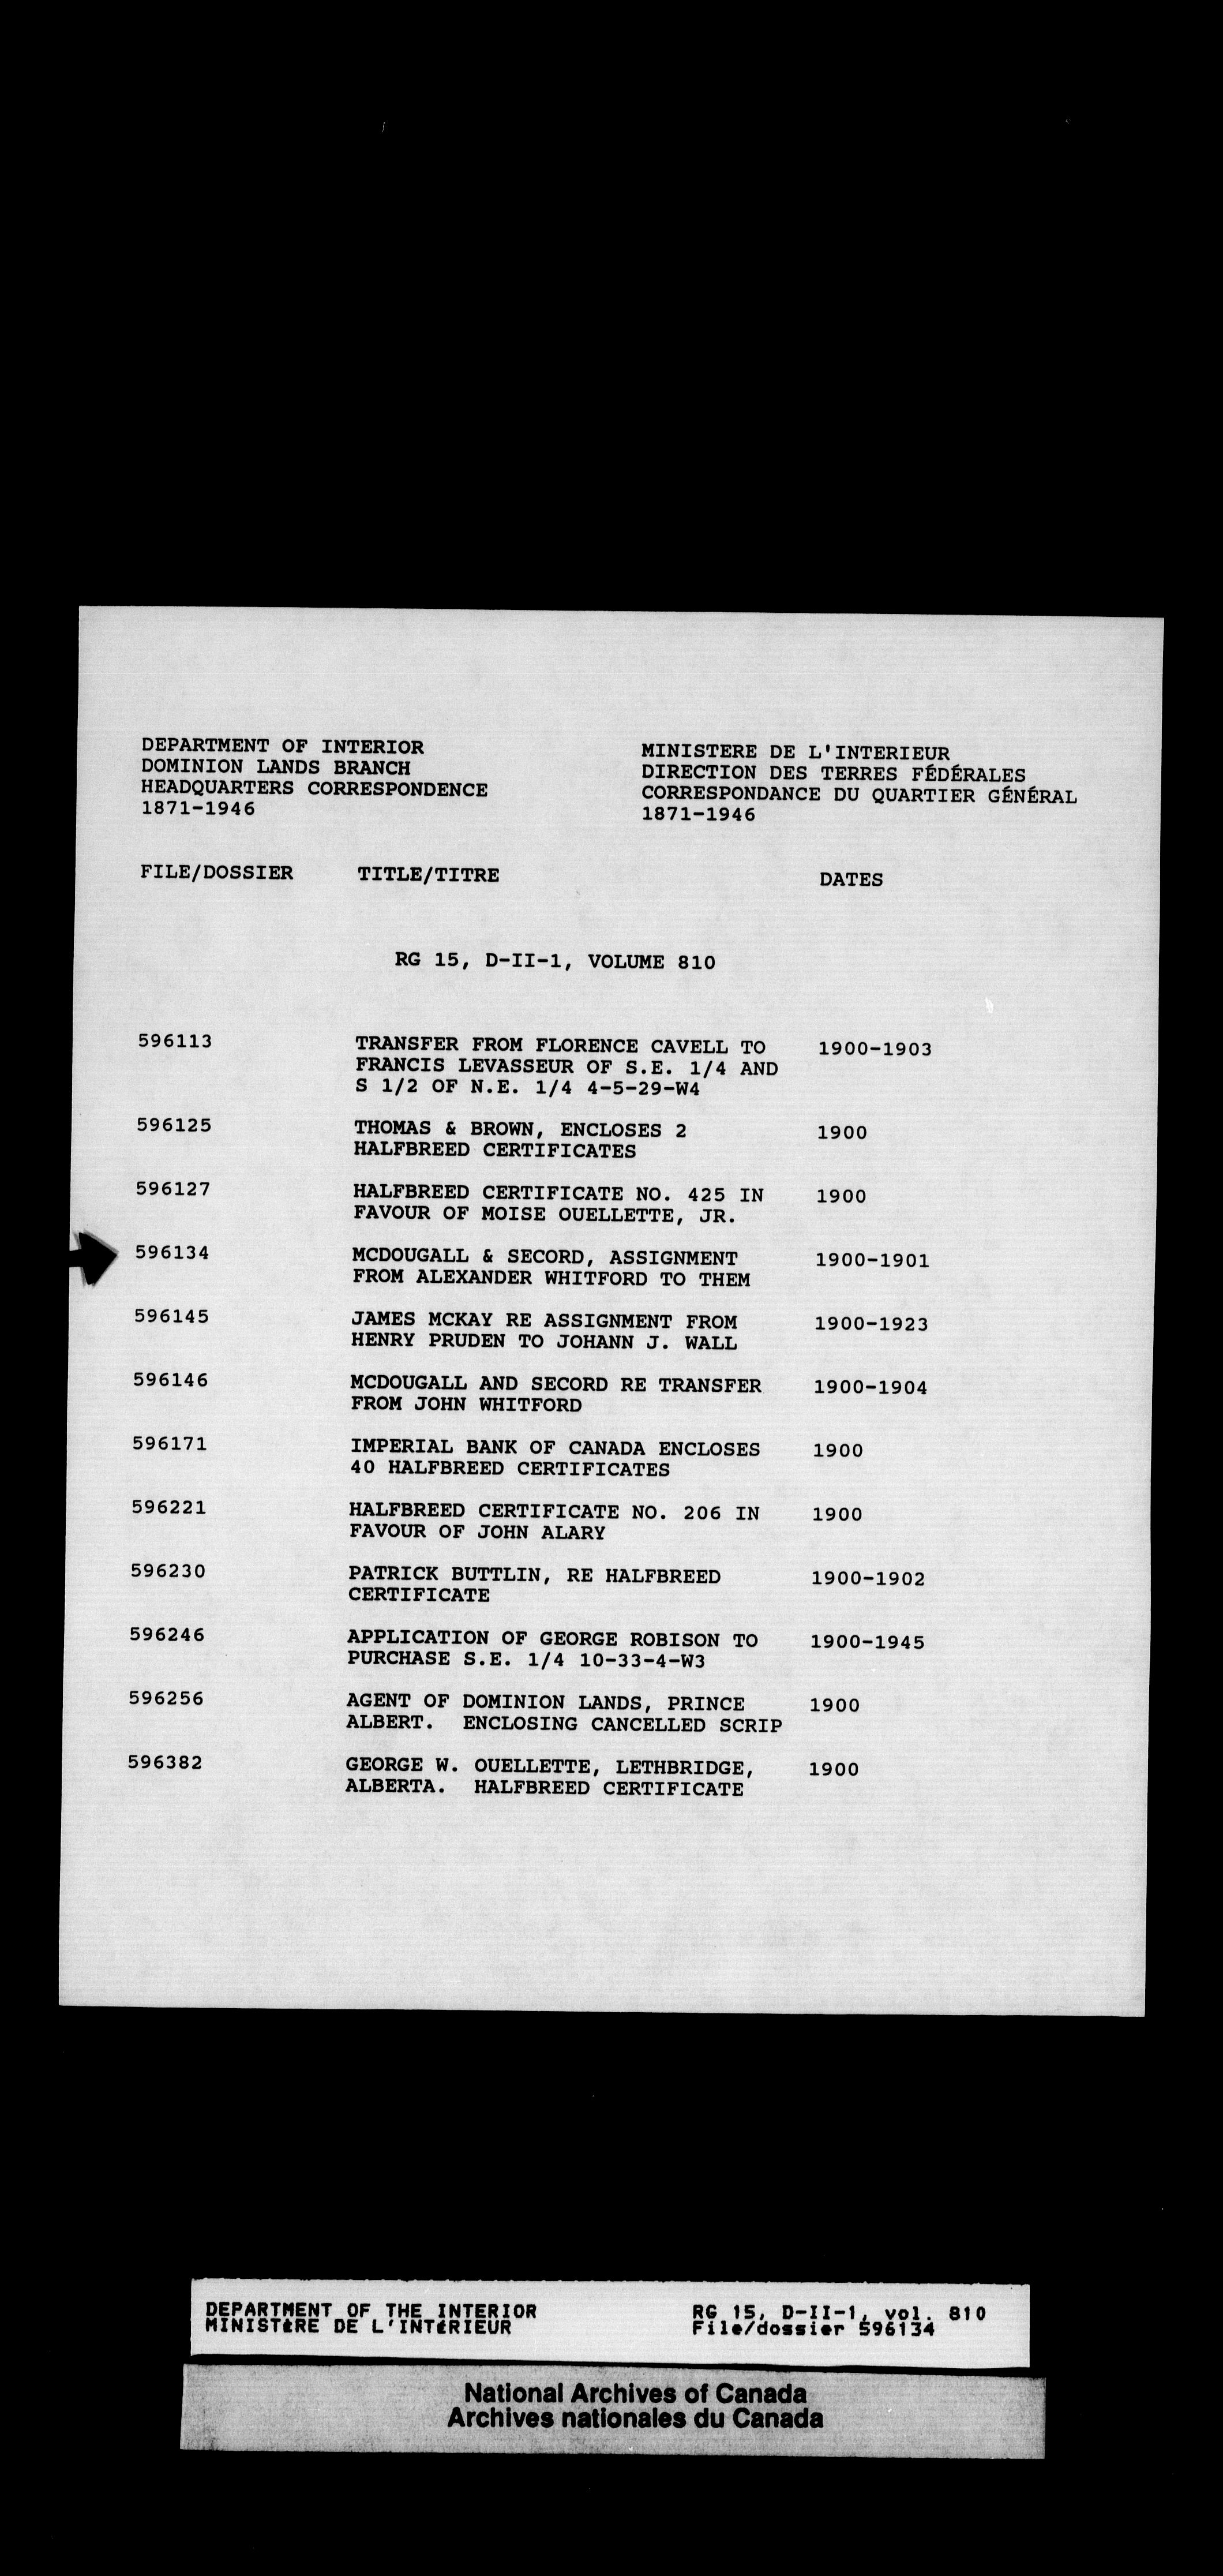 DEPARTMENT OF INTERIOR
DOMINION LANDS BRANCH
HEADQUARTERS CORRESPONDENCE
1871-1946
MINISTERE DE L'INTERIEUR
DIRECTION DES TERRES FÉDÉRALES
CORRESPONDANCE DU QUARTIER GÉNÉRAL
1871-1946
FILE/DOSSIER TITLE/TITRE DATES
RG 15, D-II-1, VOLUME 810
596113 TRANSFER FROM FLORENCE CAVELL TO 1900-1903
FRANCIS LEVASSEUR OF S.E. 1/4 AND
S 1/2 OF N.E. 1/4 4-5-29-W4
596125 THOMAS & BROWN, ENCLOSES 2 1900
HALFBREED CERTIFICATES
596127 HALFBREED CERTIFICATE NO. 425 IN 1900
FAVOUR OF MOISE OUELLETTE, JR.
596134 MCDOUGALL & SECORD, ASSIGNMENT 1900-1901
FROM ALEXANDER WHITFORD TO THEM
596145 JAMES MCKAY RE ASSIGNMENT FROM 1900-1923
HENRY PRUDEN TO JOHANN J. WALL
596146 MCDOUGALL AND SECORD RE TRANSFER 1900-1904
FROM JOHN WHITFORD
596171 IMPERIAL BANK OF CANADA ENCLOSES 1900
40 HALFBREED CERTIFICATES
596221 HALFBREED CERTIFICATE NO. 206 IN 1900
FAVOUR OF JOHN ALARY
596230 PATRICK BUTTLIN, RE HALFBREED 1900-1902
CERTIFICATE
596246 APPLICATION OF GEORGE ROBISON TO 1900-1945
PURCHASE S.E. 1/4 10-33-4-W3
596256 AGENT OF DOMINION LANDS, PRINCE 1900
ALBERT. ENCLOSING CANCELLED SCRIP
596382 GEORGE W. OUELLETTE, LETHBRIDGE, 1900
ALBERTA. HALFBREED CERTIFICATE
DEPARTMENT OF THE INTERIOR RG 15, D-II-1, vol. 810
MINISTÈRE DE L'INTÉRIEUR File/dossier 596134
National Archives of Canada
Archives nationales du Canada